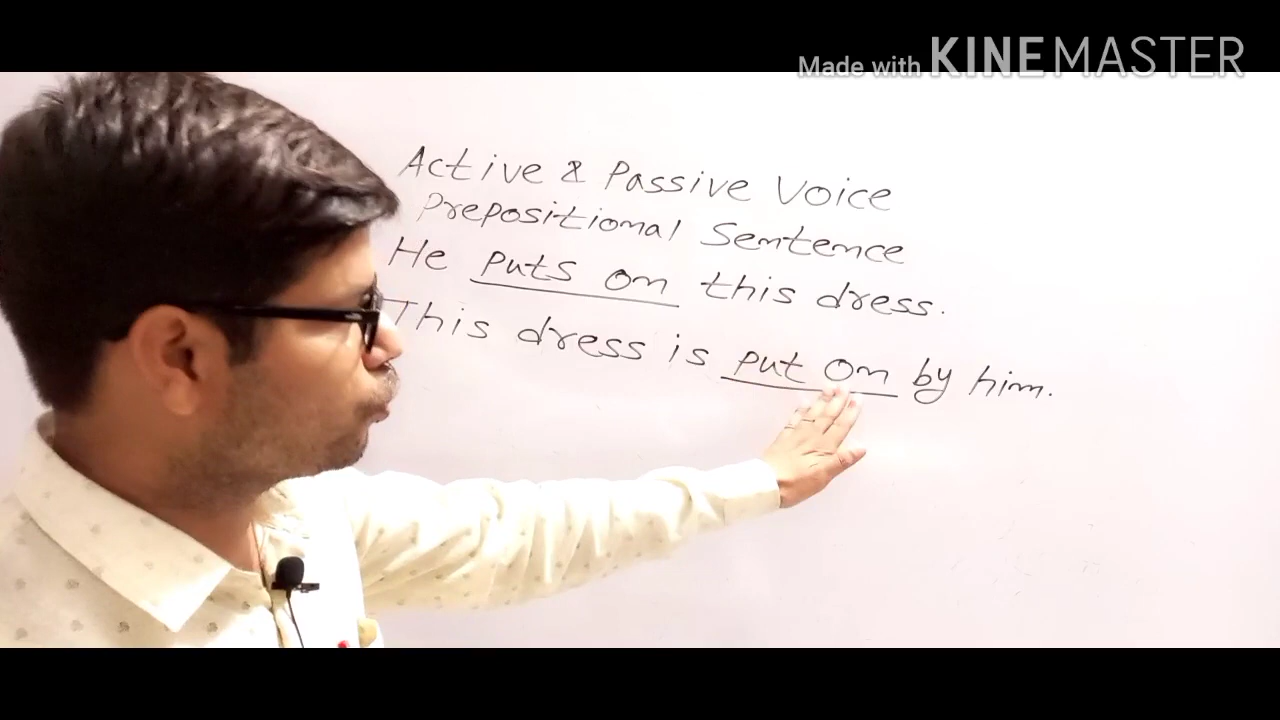 Made with KINEMASTER
Active & Passive Voice
Prepositional Sentence
He puts on this dress.
This dress is put on by him.